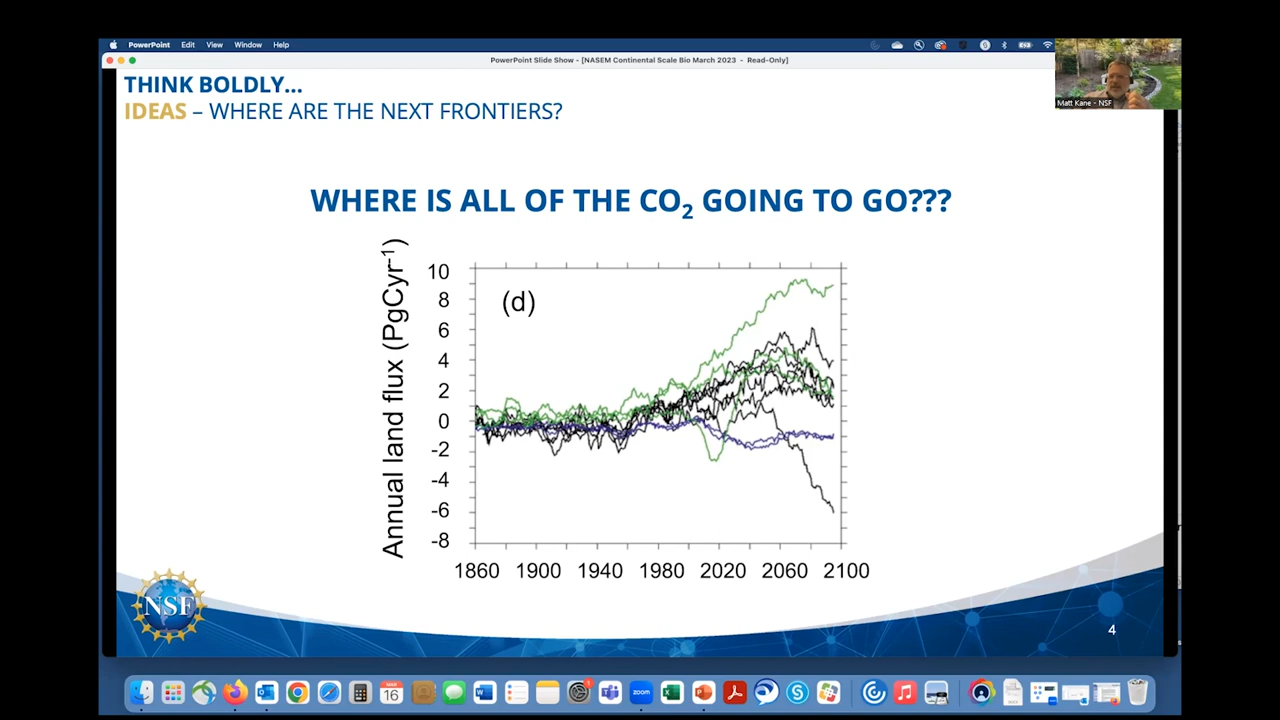 PowerPoint Edit View Window Help
PowerPoint Slide Show - [NASEM Continental Scale Bio March 2023 - Read-Only]
Matt Kane - NSF
THINK BOLDLY...
IDEAS – WHERE ARE THE NEXT FRONTIERS?
WHERE IS ALL OF THE CO₂ GOING TO GO???
Annual land flux (PgCyr⁻¹)
(d)
10
8
6
4
2
0
-2
-4
-6
-8
1860 1900 1940 1980 2020 2060 2100
NSF
4
MAR
16
zoom